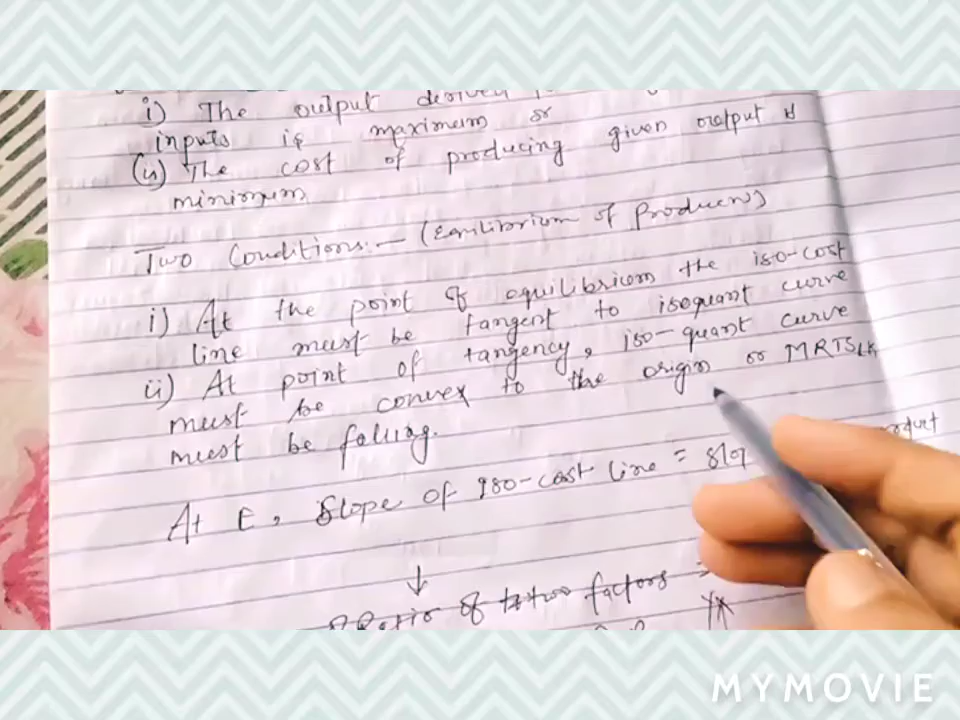 i) The output derived
inputs is maximum or
(ii) The cost of producing given output is
minimum
Two Conditions:- (Equilibrium of Producers)
i) At the point of equilibrium the iso-cost
line must be tangent to isoquant curve
ii) At point of tangency, iso-quant curve
must be convex to the origin or MRTSLK
must be falling.
At E, Slope of iso-cost line =
↓
Ratio of two factors =
MYMOVIE